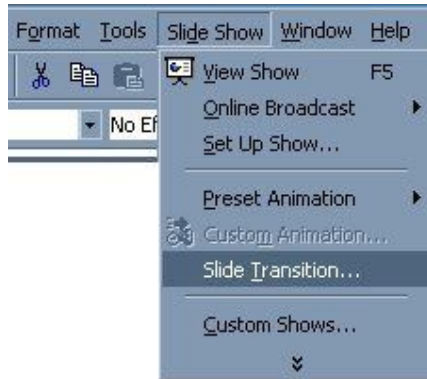 Format Tools Slide Show Window Help
View Show F5
Online Broadcast
No Ef
Set Up Show...
Preset Animation
Custom Animation...
Slide Transition...
Custom Shows...